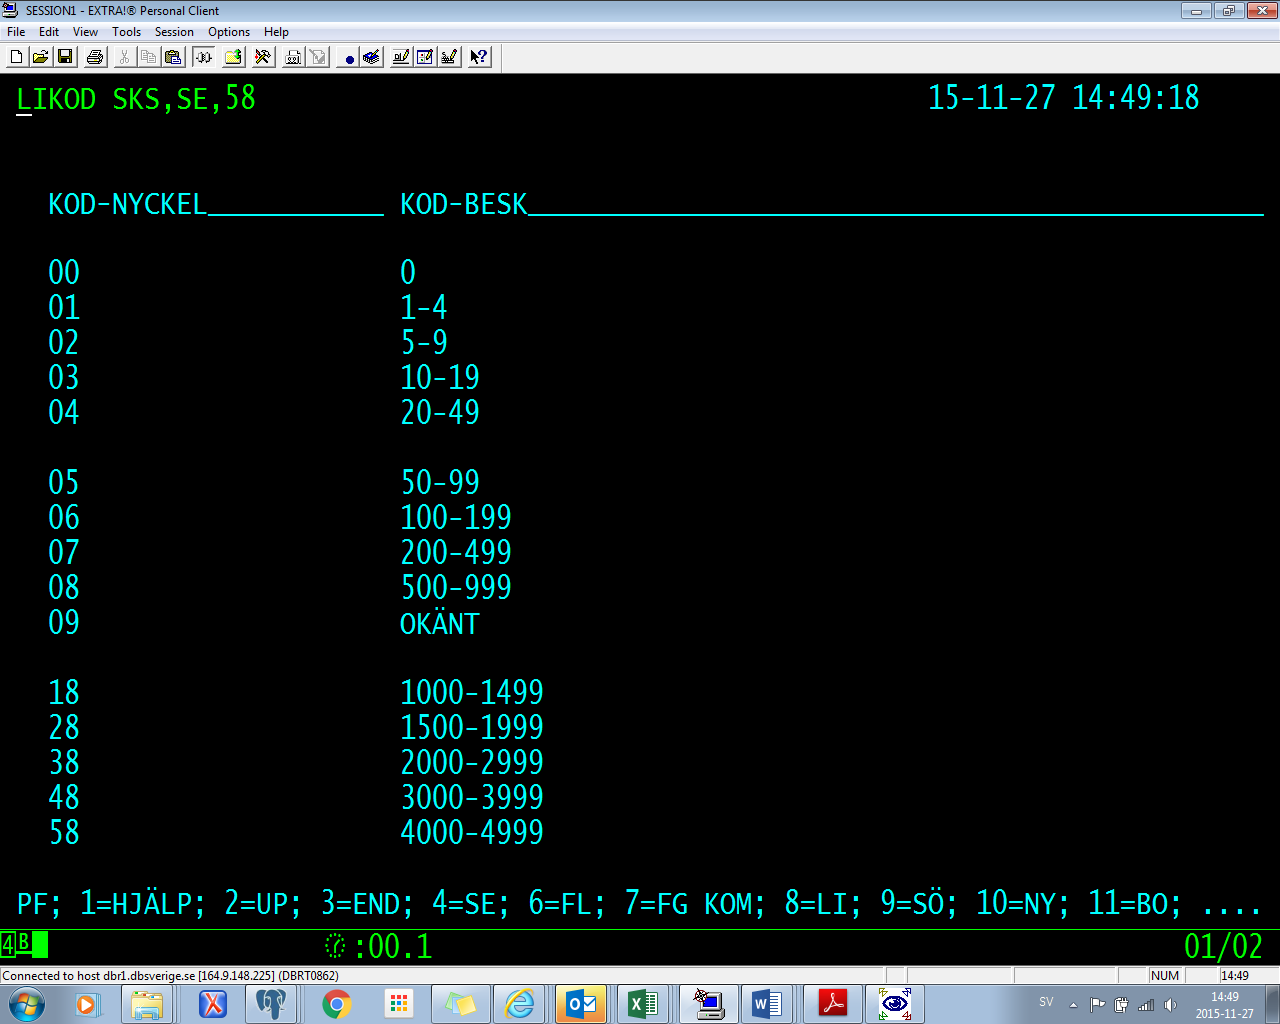 SESSION1 - EXTRA!® Personal Client
File Edit View Tools Session Options Help
LIKOD SKS,SE,58 15-11-27 14:49:18
KOD-NYCKEL___________ KOD-BESK______________________________________________
00 0
01 1-4
02 5-9
03 10-19
04 20-49
05 50-99
06 100-199
07 200-499
08 500-999
09 OKÄNT
18 1000-1499
28 1500-1999
38 2000-2999
48 3000-3999
58 4000-4999
PF; 1=HJÄLP; 2=UP; 3=END; 4=SE; 6=FL; 7=FG KOM; 8=LI; 9=SÖ; 10=NY; 11=BO; ....
4B :00.1 01/02
Connected to host dbr1.dbsverige.se [164.9.148.225] (DBRT0862) NUM 14:49
SV 14:49
2015-11-27